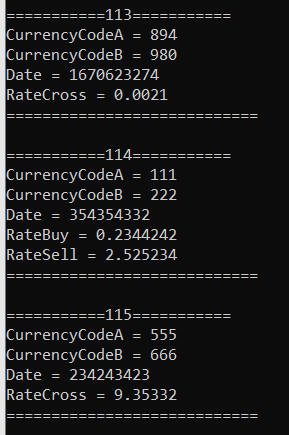 ===========113===========
CurrencyCodeA = 894
CurrencyCodeB = 980
Date = 1670623274
RateCross = 0.0021
============================
===========114===========
CurrencyCodeA = 111
CurrencyCodeB = 222
Date = 354354332
RateBuy = 0.2344242
RateSell = 2.525234
============================
===========115===========
CurrencyCodeA = 555
CurrencyCodeB = 666
Date = 234243423
RateCross = 9.35332
============================